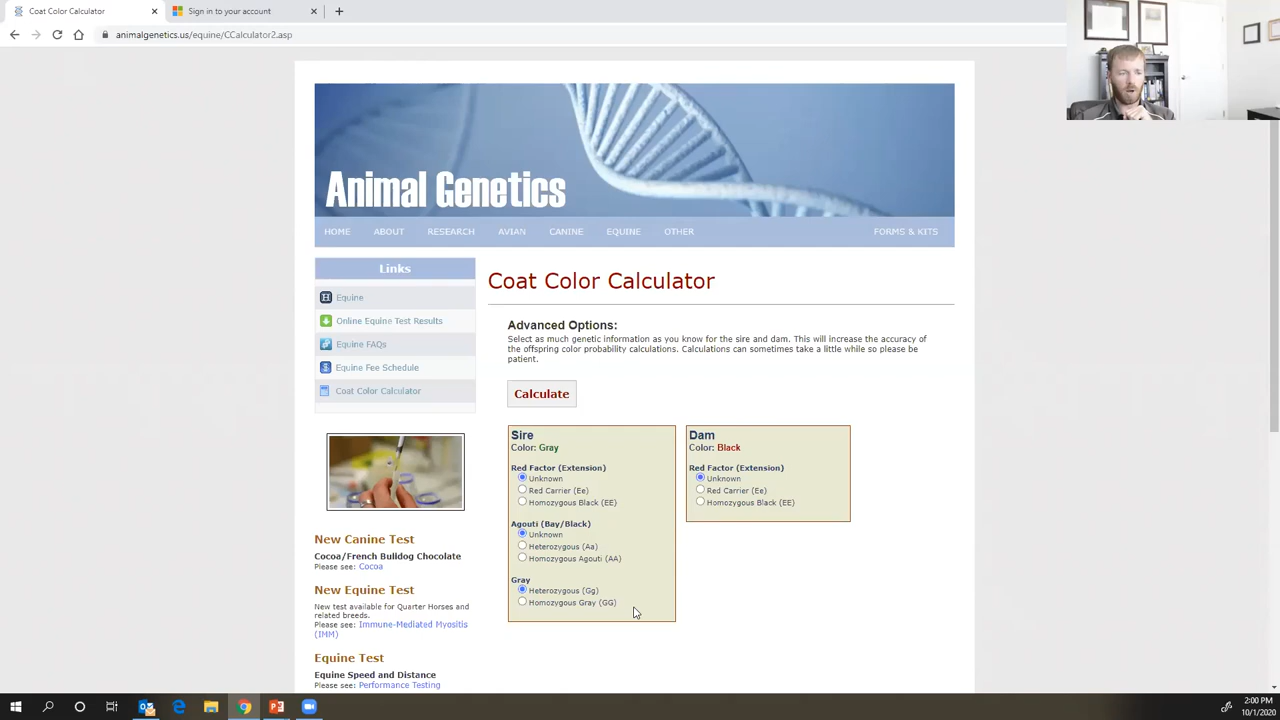 Coat Color Calculator
Sign in to your account
animalgenetics.us/equine/CCalculator2.asp
Animal Genetics
HOME ABOUT RESEARCH AVIAN CANINE EQUINE OTHER FORMS & KITS
Links
Equine
Online Equine Test Results
Equine FAQs
Equine Fee Schedule
Coat Color Calculator
New Canine Test
Cocoa/French Bulldog Chocolate
Please see: Cocoa
New Equine Test
New test available for Quarter Horses and
related breeds.
Please see: Immune-Mediated Myositis
(IMM)
Equine Test
Equine Speed and Distance
Please see: Performance Testing
Coat Color Calculator
Advanced Options:
Select as much genetic information as you know for the sire and dam. This will increase the accuracy of
the offspring color probability calculations. Calculations can sometimes take a little while so please be
patient.
Calculate
Sire
Color: Gray
Red Factor (Extension)
Unknown
Red Carrier (Ee)
Homozygous Black (EE)
Agouti (Bay/Black)
Unknown
Heterozygous (Aa)
Homozygous Agouti (AA)
Gray
Heterozygous (Gg)
Homozygous Gray (GG)
Dam
Color: Black
Red Factor (Extension)
Unknown
Red Carrier (Ee)
Homozygous Black (EE)
2:00 PM
10/1/2020